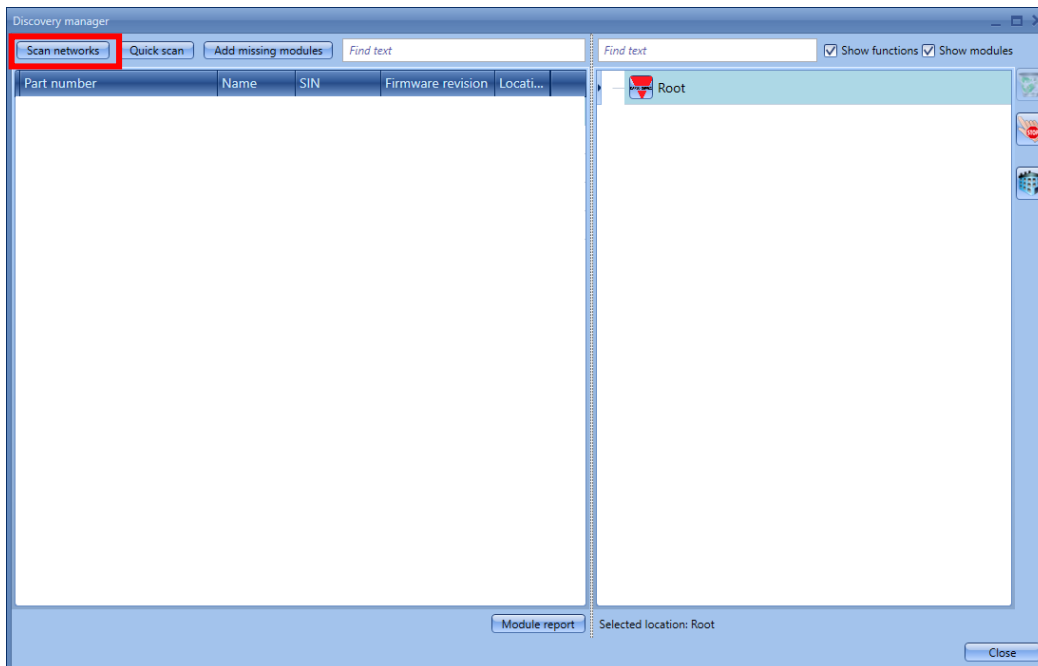 Discovery manager
Scan networks Quick scan Add missing modules Find text Find text Show functions Show modules
Part number Name SIN Firmware revision Locati...
Root
STOP
Module report Selected location: Root
Close